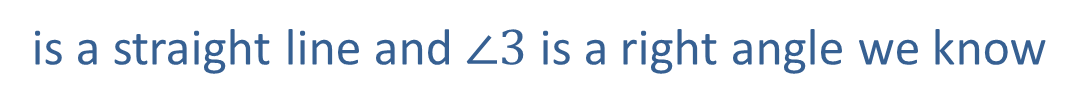 is a straight line and ∠3 is a right angle we know